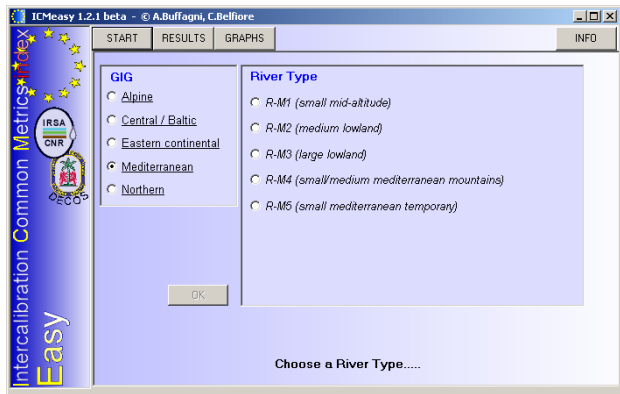 ICMeasy 1.2.1 beta - © A.Buffagni, C.Belfiore
START RESULTS GRAPHS INFO
GIG
Alpine
Central / Baltic
Eastern continental
Mediterranean
Northern
River Type
R-M1 (small mid-altitude)
R-M2 (medium lowland)
R-M3 (large lowland)
R-M4 (small/medium mediterranean mountains)
R-M5 (small mediterranean temporary)
OK
Choose a River Type.....
Intercalibration Common Metrics Index
Easy
IRSA
CNR
DECOS